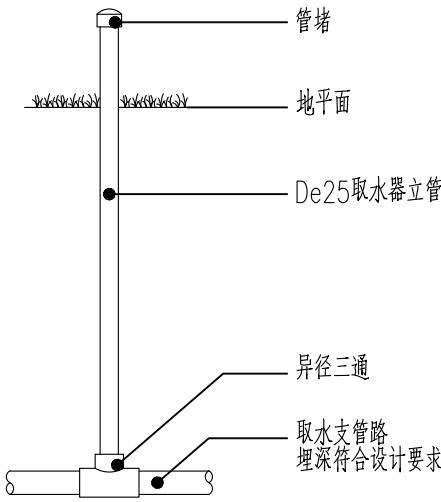 管堵
地平面
De25取水器立管
异径三通
取水支管路
埋深符合设计要求